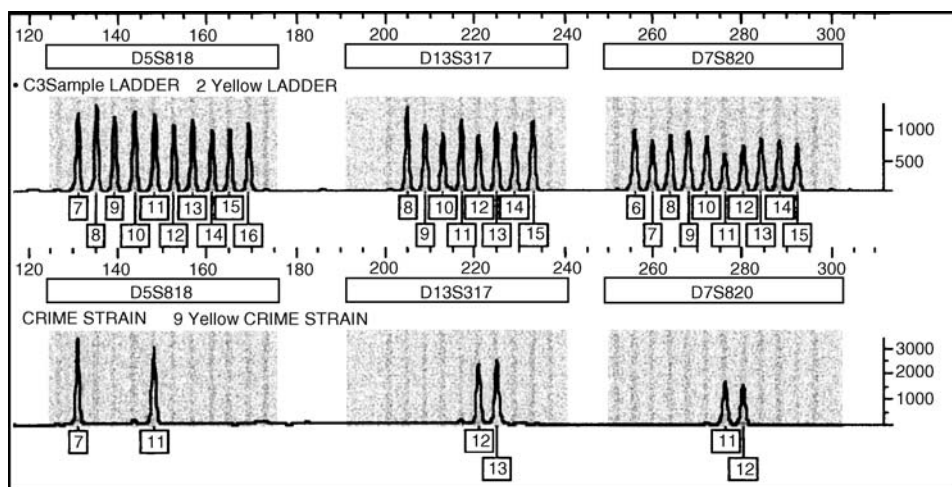 120 140 160 180 200 220 240 260 280 300
D5S818 D13S317 D7S820
• C3Sample LADDER 2 Yellow LADDER
1000
500
7 9 11 13 15 8 10 12 14 6 8 10 12 14
8 10 12 14 16 9 11 13 15 7 9 11 13 15
120 140 160 180 200 220 240 260 280 300
D5S818 D13S317 D7S820
CRIME STRAIN 9 Yellow CRIME STRAIN
3000
2000
1000
7 11 12 11
13 12